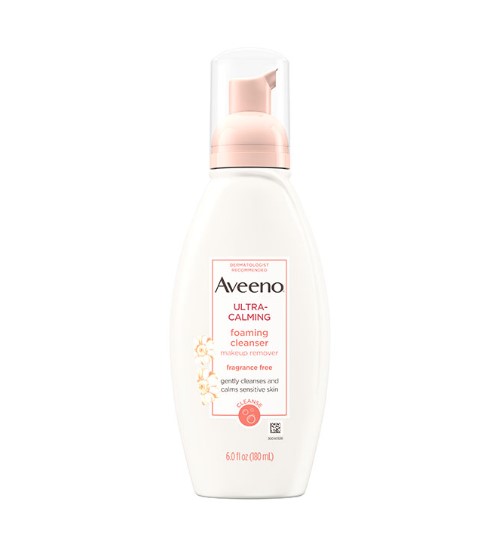 DERMATOLOGIST
RECOMMENDED
Aveeno
ULTRA-
CALMING
foaming
cleanser
makeup remover
fragrance free
gently cleanses and
calms sensitive skin
CLEANSE
6.0 fl oz (180 mL)